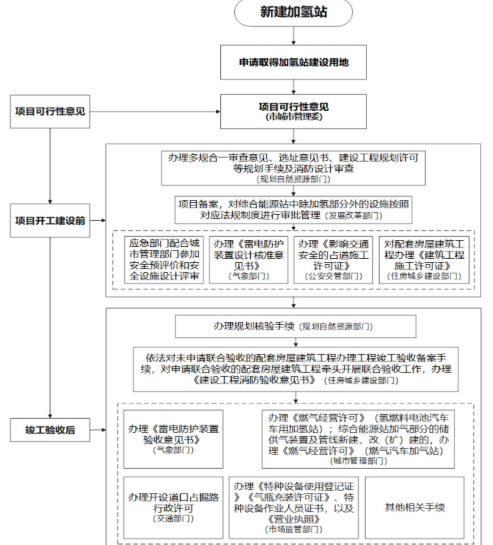 新建加氢站
申请取得加氢站建设用地
项目可行性意见
项目可行性意见
(市城市管理委)
项目开工建设前
办理多规合一审查意见、选址意见书、建设工程规划许可
等规划手续及消防设计审查
(规划自然资源部门)
项目备案，对综合能源站中除加氢部分外的设施按照
对应法规制度进行审批管理（发展改革部门）
应急部门配合城
市管理部门参加
安全预评价和安
全设施设计评审
办理《雷电防护
装置设计核准意
见书》
(气象部门)
办理《影响交通
安全的占道施工
许可证》
(公安交管部门)
对配套房屋建筑工
程办理《建筑工程
施工许可证》
(住房城乡建设部门)
竣工验收后
办理规划核验手续（规划自然资源部门）
依法对未申请联合验收的配套房屋建筑工程办理工程竣工验收备案手
续，对申请联合验收的配套房屋建筑工程牵头开展联合验收工作，办理
《建设工程消防验收意见书》（住房城乡建设部门）
办理《雷电防护装置
验收意见书》
(气象部门)
办理《燃气经营许可》（氢燃料电池汽车
车用加氢站）；综合能源站加气部分的储
供气装置及管线新建、改（扩）建的，办
理《燃气经营许可》（燃气汽车加气站）
(城市管理部门)
办理开设道口占掘路
行政许可
(交通部门)
办理《特种设备使用登记证》
《气瓶充装许可证》、特
种设备作业人员证书，以及
《营业执照》
(市场监管部门)
其他相关手续